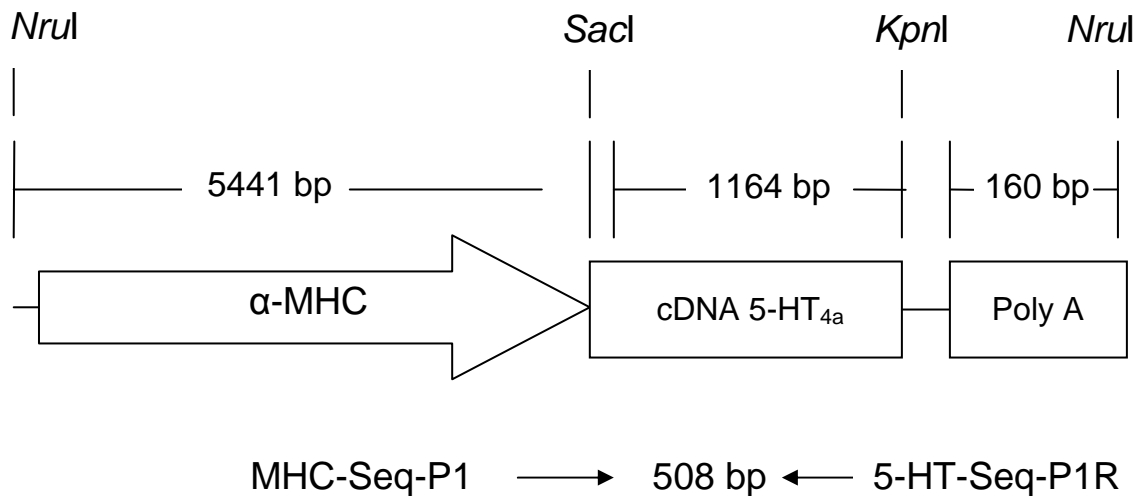 NruI SacI KpnI NruI
5441 bp 1164 bp 160 bp
α-MHC cDNA 5-HT4a Poly A
MHC-Seq-P1 508 bp 5-HT-Seq-P1R